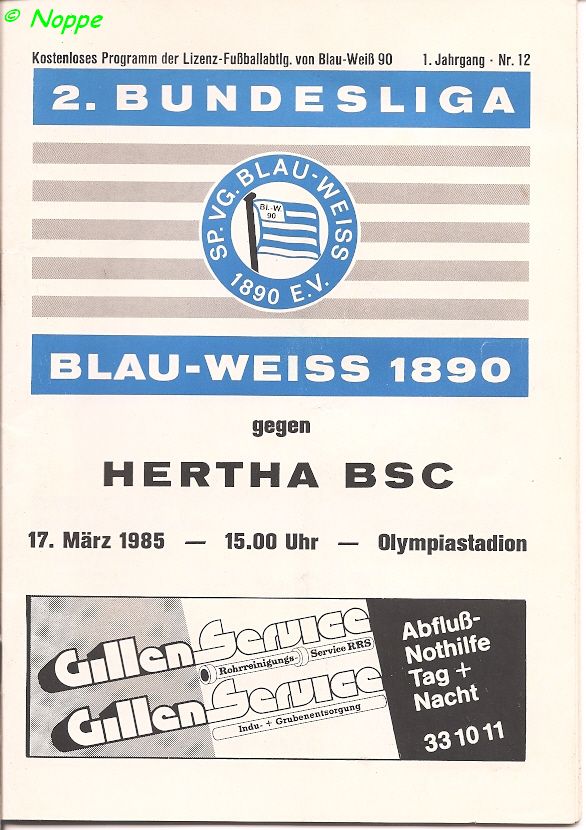 © Noppe
Kostenloses Programm der Lizenz-Fußballabtlg. von Blau-Weiß 90 1. Jahrgang · Nr. 12
2. BUNDESLIGA
SP. VG. BLAU-WEISS
1890 E.V.
Bl.-W.
90
BLAU-WEISS 1890
gegen
HERTHA BSC
17. März 1985 — 15.00 Uhr — Olympiastadion
Gillen Service
Rohrreinigungs Service RRS
Gillen Service
Indu- + Grubenentsorgung
Abfluß-
Nothilfe
Tag +
Nacht
33 10 11